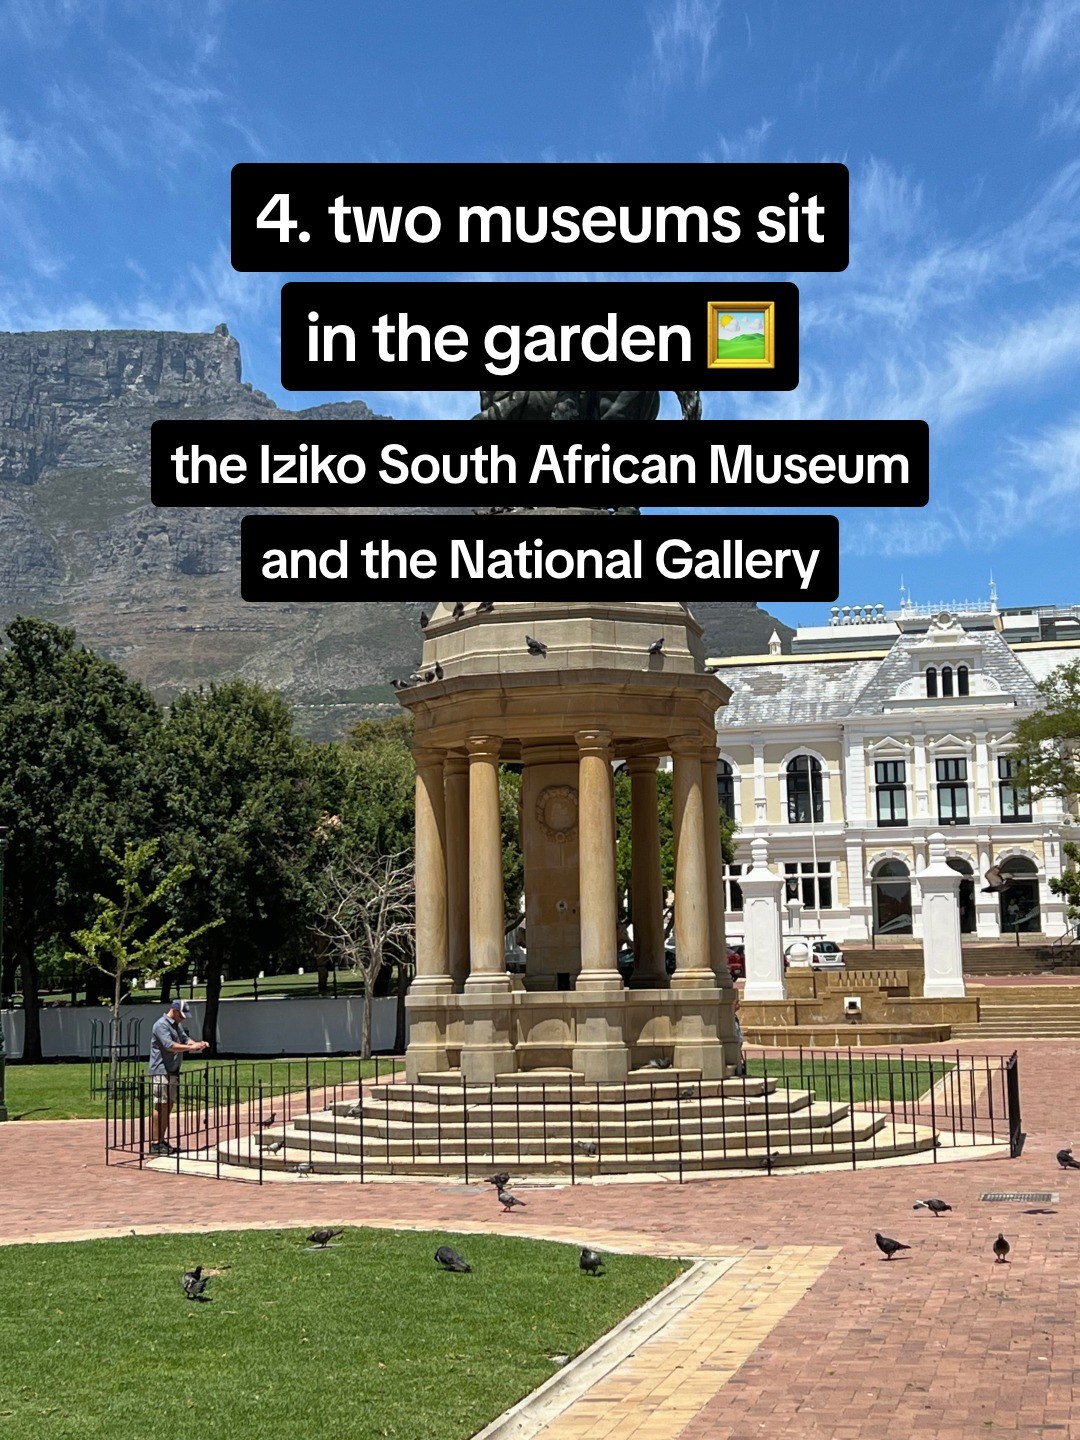 4. two museums sit
in the garden 🖼️
the Iziko South African Museum
and the National Gallery